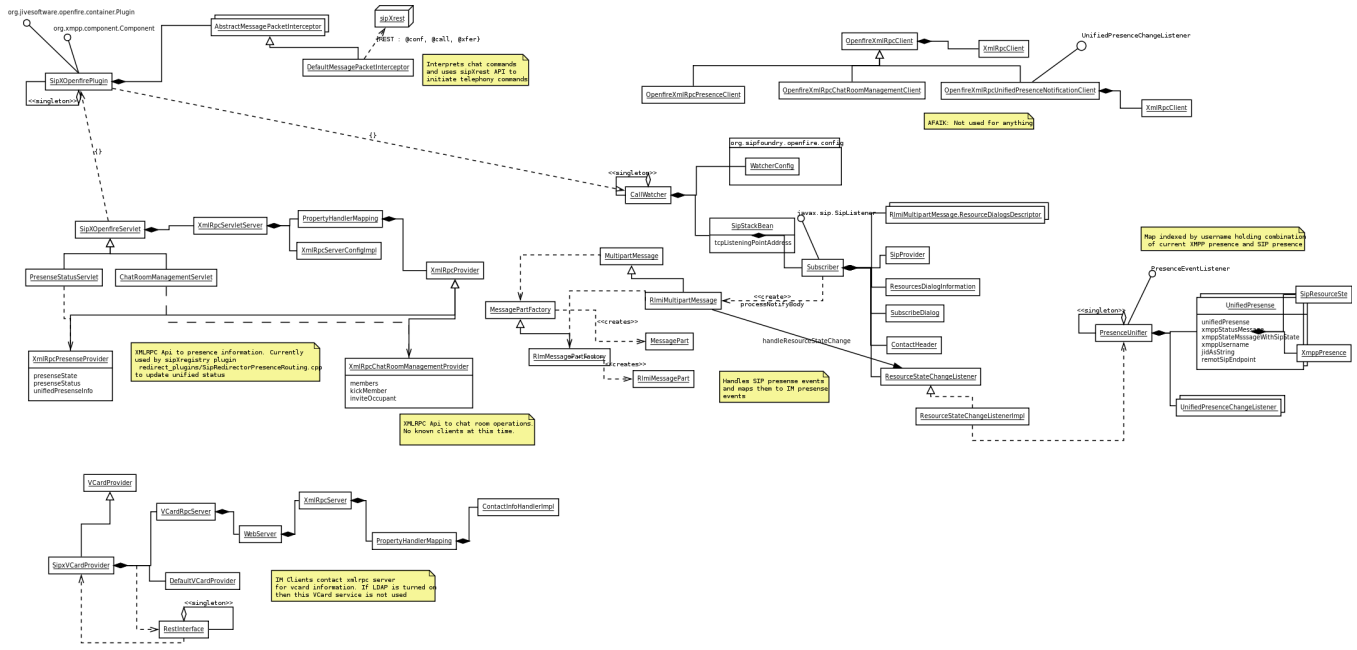 org.jivesoftware.openfire.container.Plugin
org.xmpp.component.Component
SipXOpenfirePlugin
<<singleton>>
AbstractMessagePacketInterceptor
sipXrest
{REST : @conf, @call, @xfer}
DefaultMessagePacketInterceptor
Interprets chat commands
and uses sipXrest API to
initiate telephony commands
OpenfireXmlRpcClient
XmlRpcClient
UnifiedPresenceChangeListener
OpenfireXmlRpcPresenceClient
OpenfireXmlRpcChatRoomManagementClient
OpenfireXmlRpcUnifiedPresenceNotificationClient
XmlRpcClient
AFAIK: Not used for anything
{}
{}
org.sipfoundry.openfire.config
WatcherConfig
<<singleton>>
CallWatcher
SipStackBean
tcpListeningPointAddress
javax.sip.SipListener
RlmiMultipartMessage.ResourceDialogsDescriptor
SipProvider
Subscriber
ResourcesDialogInformation
SubscribeDialog
ContactHeader
ResourceStateChangeListener
ResourceStateChangeListenerImpl
<<create>>
processNotifyBody
handleResourceStateChange
SipXOpenfireServlet
XmlRpcServletServer
PropertyHandlerMapping
XmlRpcServerConfigImpl
XmlRpcProvider
PresenseStatusServlet
ChatRoomManagementServlet
XmlRpcPresenseProvider
presenseState
presenseStatus
unifiedPresenseInfo
XMLRPC Api to presence information. Currently
used by sipXregistry plugin
redirect_plugins/SipRedirectorPresenceRouting.cpp
to update unified status
XmlRpcChatRoomManagementProvider
members
kickMember
inviteOccupant
XMLRPC Api to chat room operations.
No known clients at this time.
MultipartMessage
RlmiMultipartMessage
MessagePartFactory
<<creates>>
MessagePart
RlmMessagePartFactory
<<creates>>
RlmiMessagePart
Handles SIP presense events
and maps them to IM presense
events
Map indexed by username holding combination
of current XMPP presence and SIP presence
PresenceEventListener
<<singleton>>
PresenceUnifier
UnifiedPresense
unifiedPresense
xmppStatusMessage
xmppStateMsssageWithSipState
xmppUsername
jidAsString
remotSipEndpoint
SipResourceSte
XmppPresence
UnifiedPresenceChangeListener
VCardProvider
VCardRpcServer
WebServer
XmlRpcServer
PropertyHandlerMapping
ContactInfoHandlerImpl
SipxVCardProvider
DefaultVCardProvider
<<singleton>>
RestInterface
IM Clients contact xmlrpc server
for vcard information. If LDAP is turned on
then this VCard service is not used